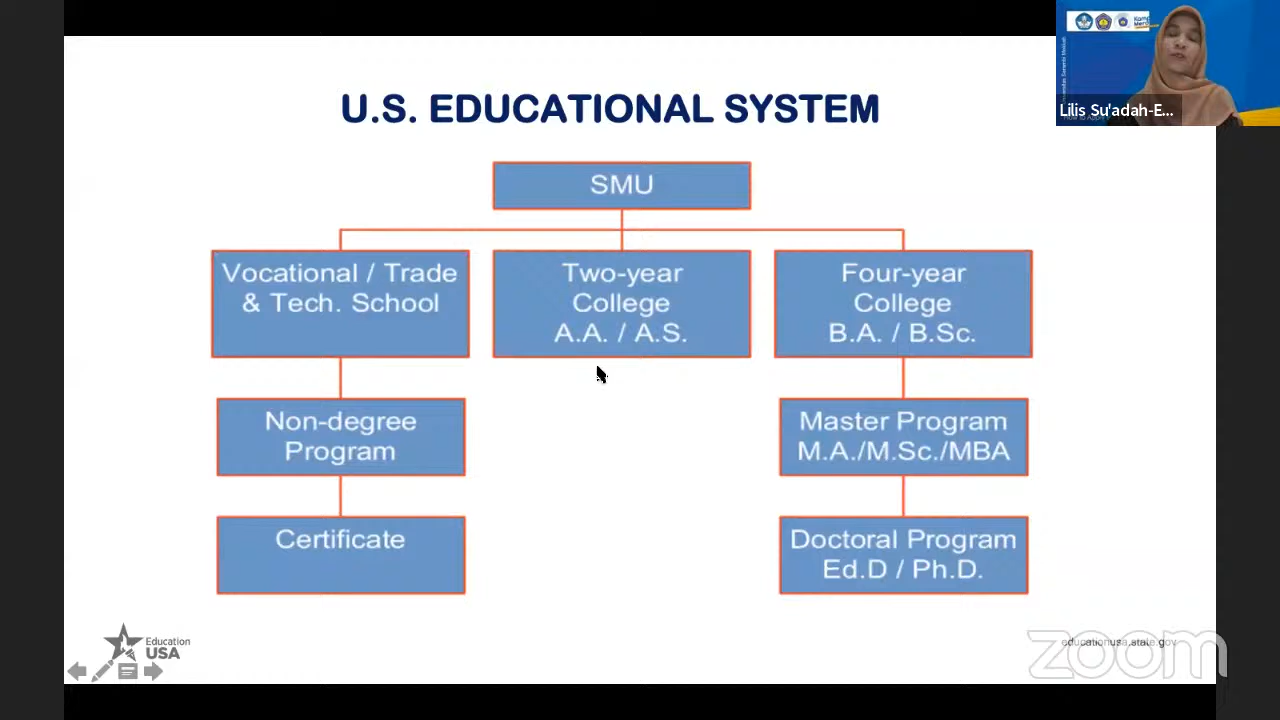 U.S. EDUCATIONAL SYSTEM
SMU
Vocational / Trade
& Tech. School
Two-year
College
A.A. / A.S.
Four-year
College
B.A. / B.Sc.
Non-degree
Program
Master Program
M.A./M.Sc./MBA
Certificate
Doctoral Program
Ed.D / Ph.D.
Education
USA
educationusa.state.gov
zoom
Lilis Su'adah-E...